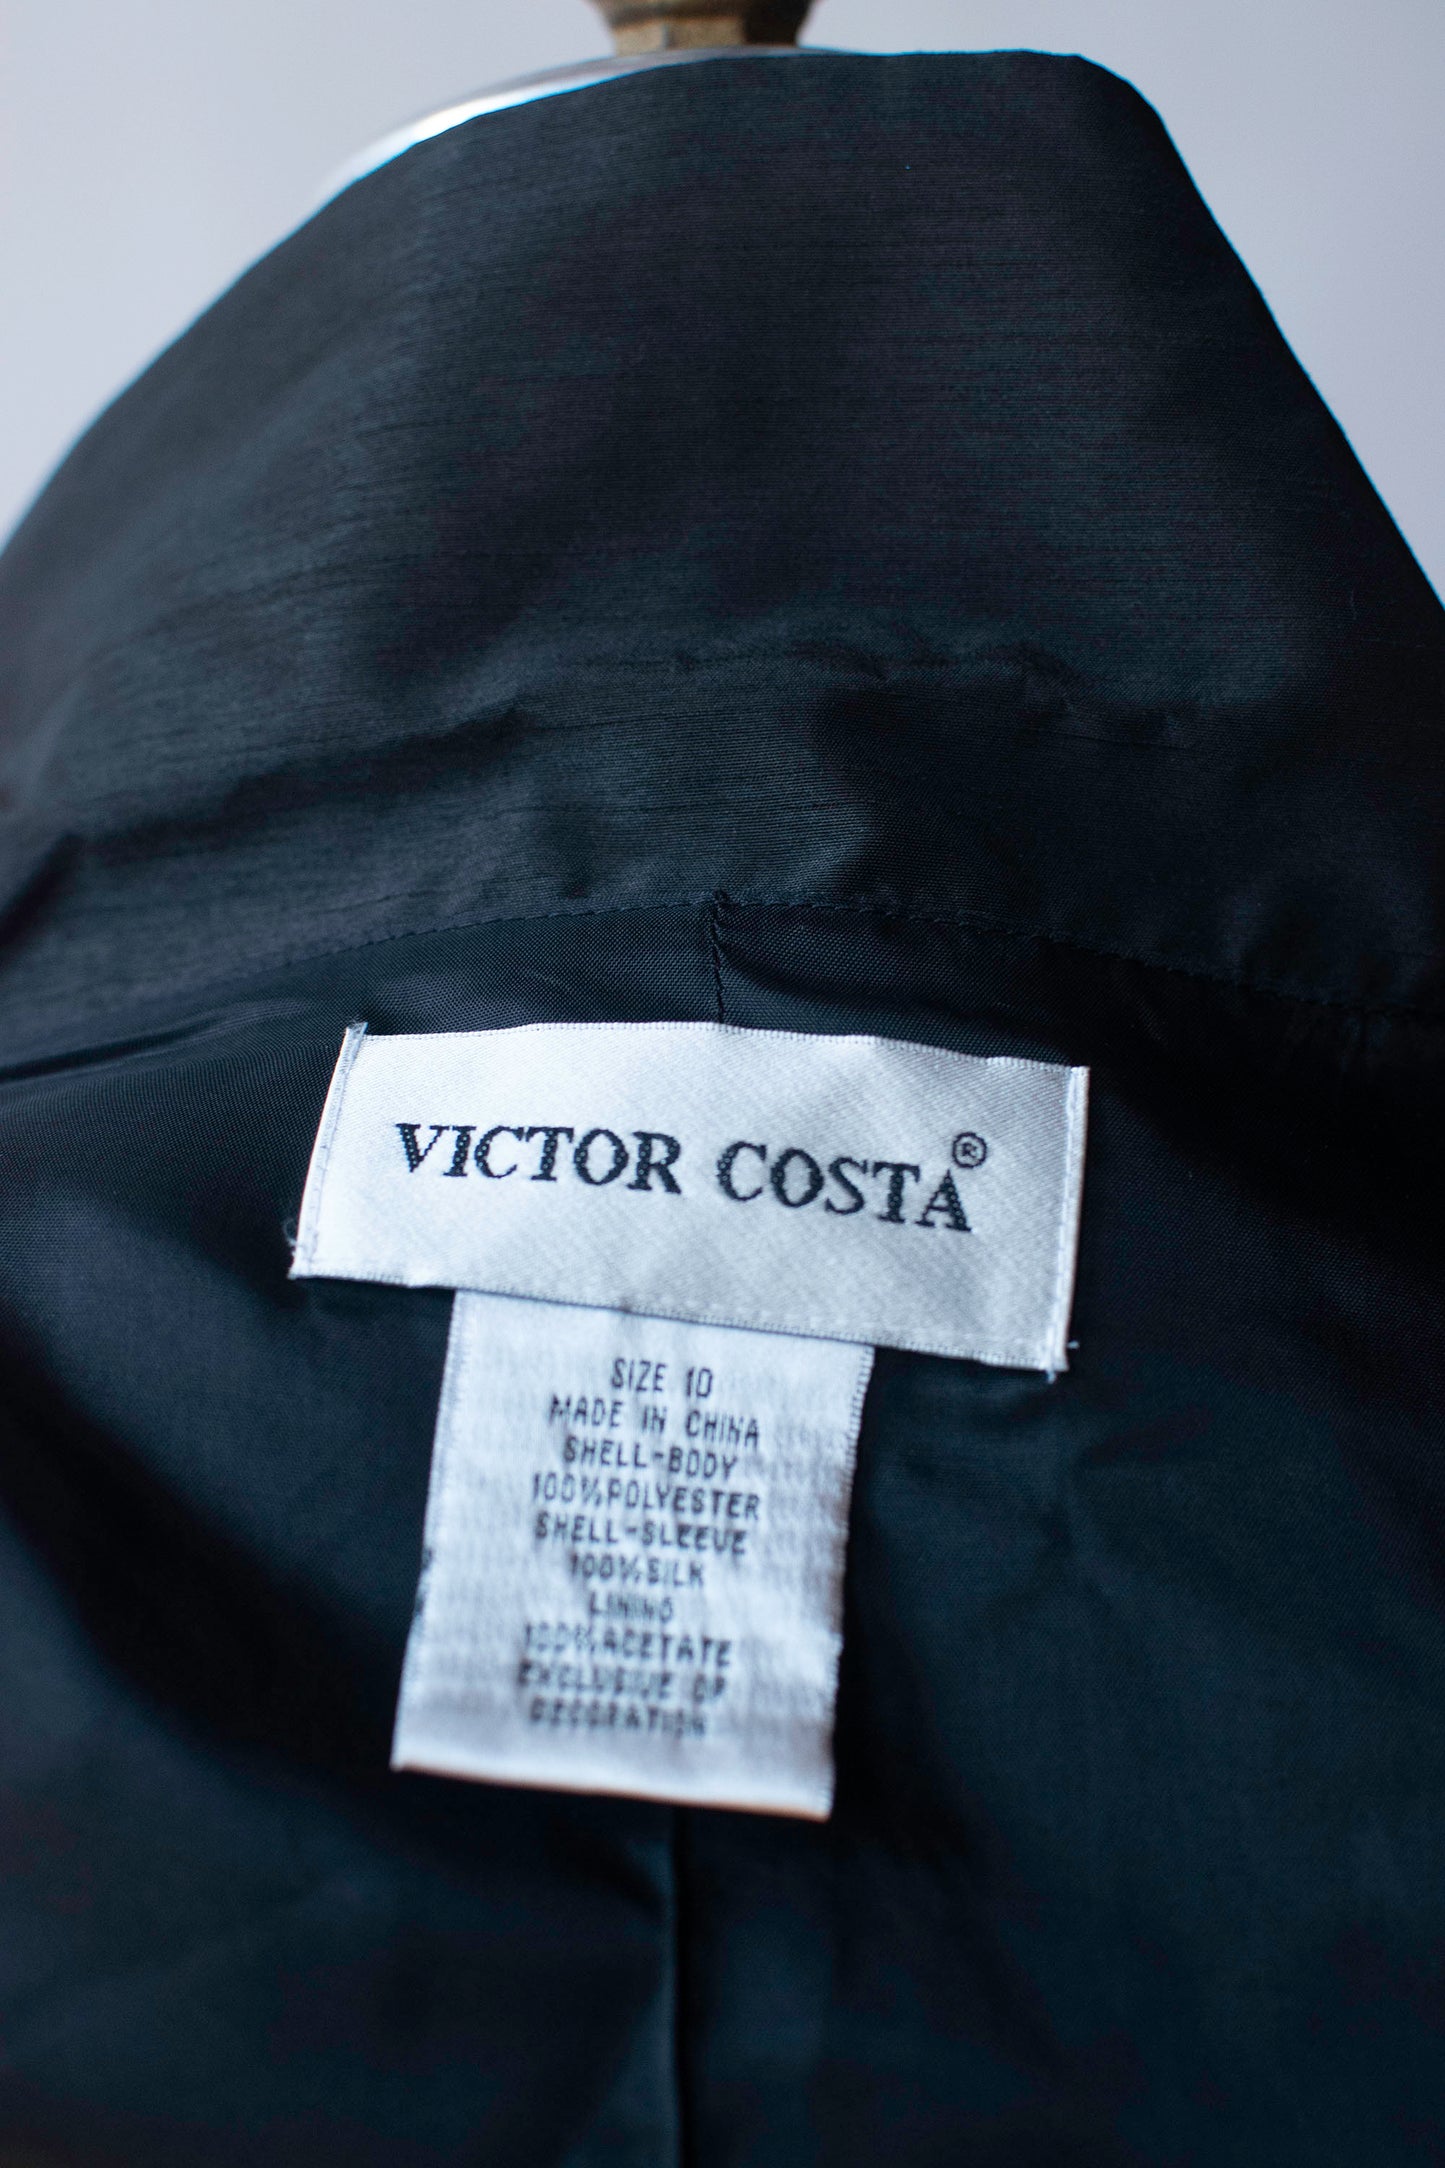 VICTOR COSTA®
SIZE 10
MADE IN CHINA
SHELL-BODY
100%POLYESTER
SHELL-SLEEVE
100%SILK
LINING
100%ACETATE
EXCLUSIVE OF
DECORATION